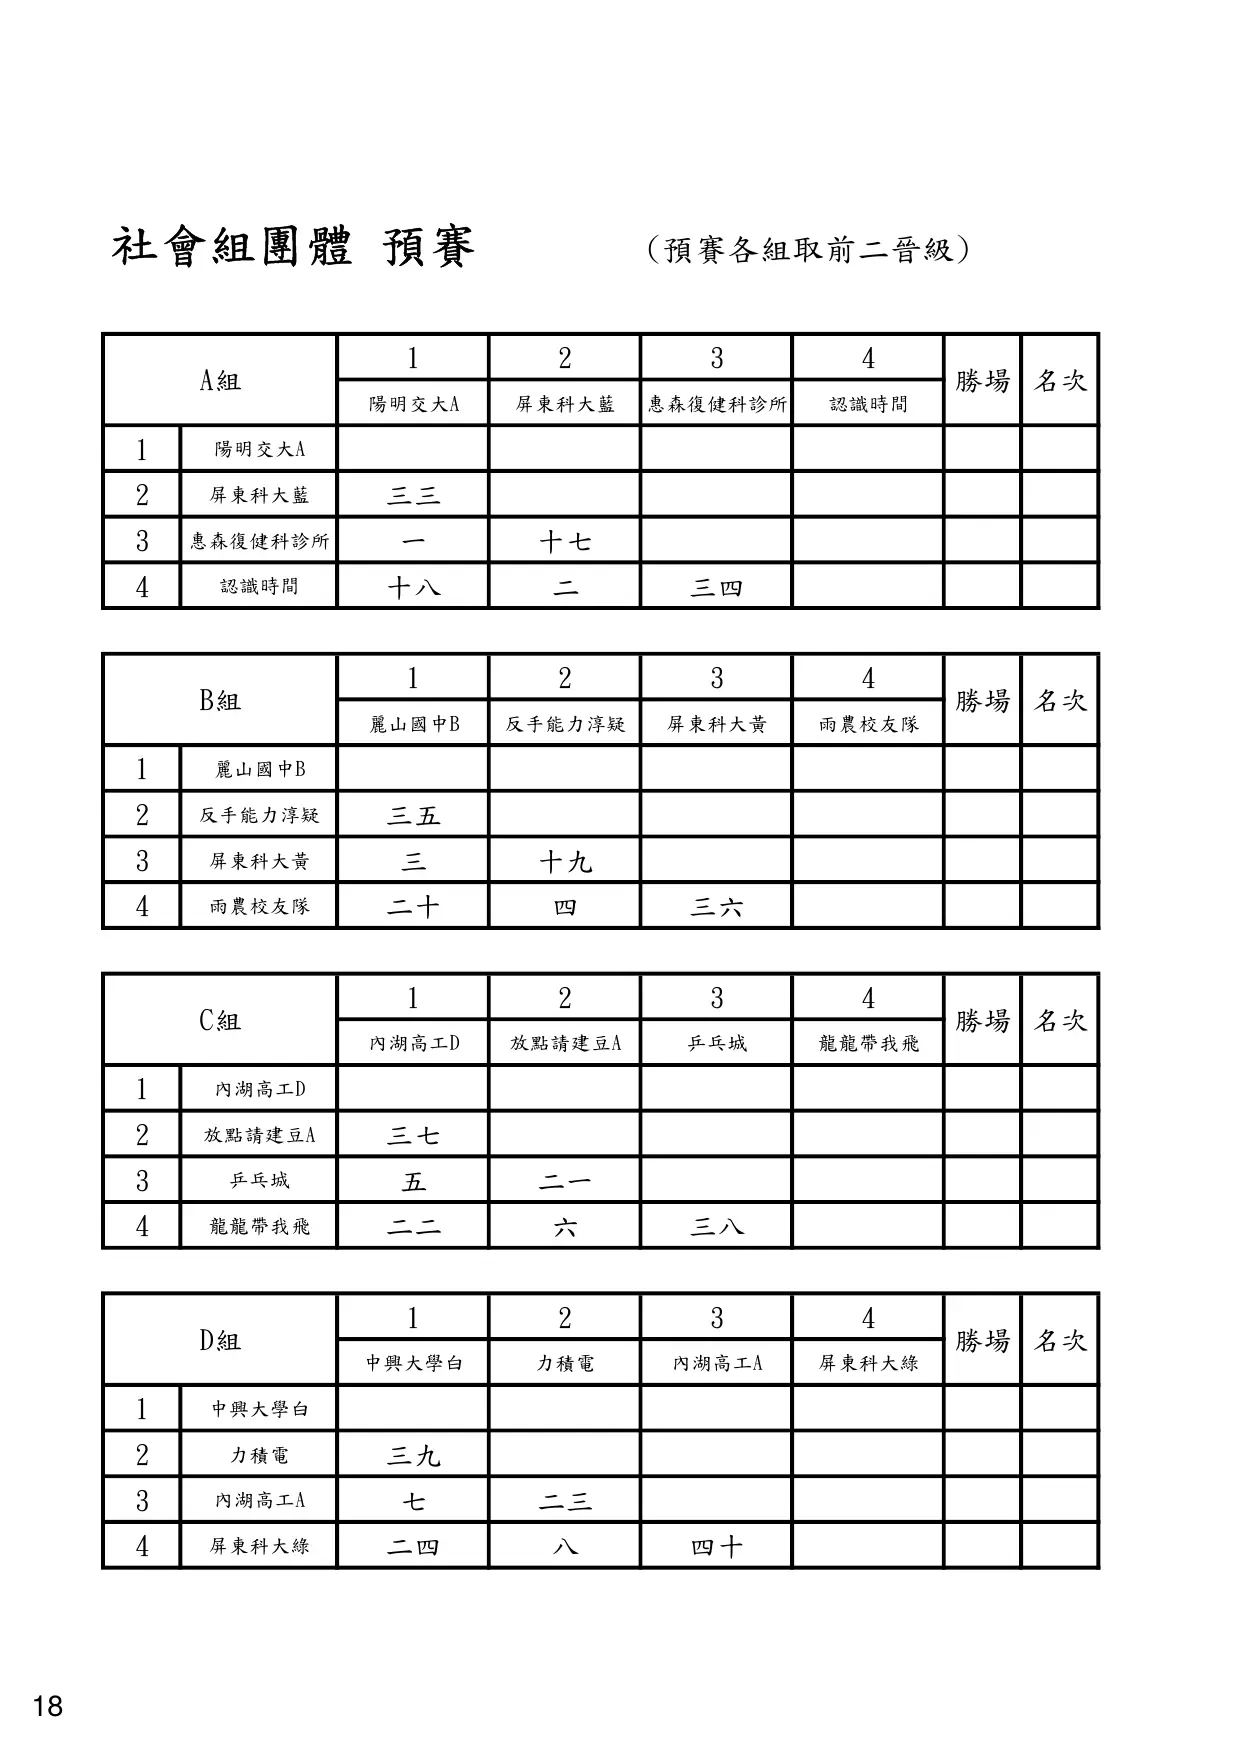 社會組團體 預賽 （預賽各組取前二晉級）
A組 1 2 3 4 勝場 名次
陽明交大A 屏東科大藍 惠森復健科診所 認識時間
1 陽明交大A
2 屏東科大藍 三三
3 惠森復健科診所 一 十七
4 認識時間 十八 二 三四
B組 1 2 3 4 勝場 名次
麗山國中B 反手能力淳疑 屏東科大黃 雨農校友隊
1 麗山國中B
2 反手能力淳疑 三五
3 屏東科大黃 三 十九
4 雨農校友隊 二十 四 三六
C組 1 2 3 4 勝場 名次
內湖高工D 放點請建豆A 乒乓城 龍龍帶我飛
1 內湖高工D
2 放點請建豆A 三七
3 乒乓城 五 二一
4 龍龍帶我飛 二二 六 三八
D組 1 2 3 4 勝場 名次
中興大學白 力積電 內湖高工A 屏東科大綠
1 中興大學白
2 力積電 三九
3 內湖高工A 七 二三
4 屏東科大綠 二四 八 四十
18